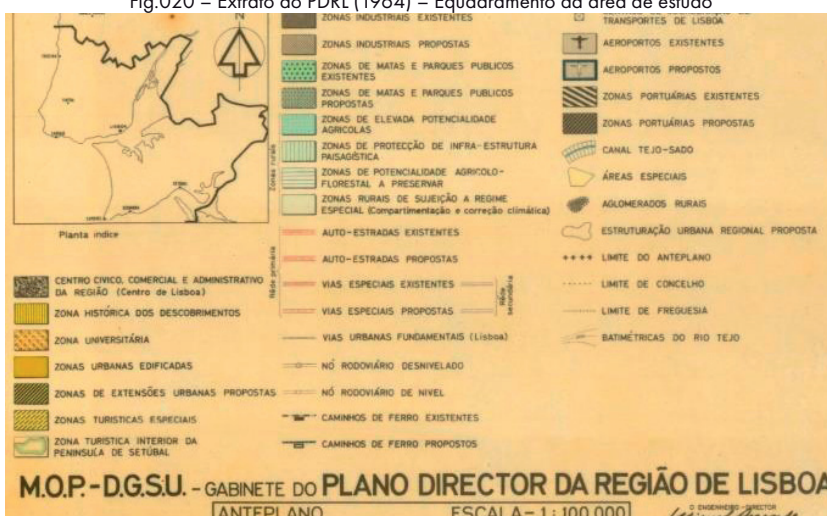 Fig.020 – Extrato do PDRL (1964) – Equadramento da área de estudo
Planta indice
CENTRO CIVICO, COMERCIAL E ADMINISTRATIVO
DA REGIÃO (Centro de Lisboa)
ZONA HISTÓRICA DOS DESCOBRIMENTOS
ZONA UNIVERSITÁRIA
ZONAS URBANAS EDIFICADAS
ZONAS DE EXTENSÕES URBANAS PROPOSTAS
ZONAS TURISTICAS ESPECIAIS
ZONA TURISTICA INTERIOR DA
PENINSULA DE SETÚBAL
ZONAS INDUSTRIAIS EXISTENTES
ZONAS INDUSTRIAIS PROPOSTAS
ZONAS DE MATAS E PARQUES PUBLICOS
EXISTENTES
ZONAS DE MATAS E PARQUES PUBLICOS
PROPOSTAS
ZONAS DE ELEVADA POTENCIALIDADE
AGRICOLAS
ZONAS DE PROTECÇÃO DE INFRA-ESTRUTURA
PAISAGÍSTICA
ZONAS DE POTENCIALIDADE AGRICOLO-
FLORESTAL A PRESERVAR
ZONAS RURAIS DE SUJEIÇÃO A REGIME
ESPECIAL (Compartimentação e correção climática)
Zonas rurais
AUTO-ESTRADAS EXISTENTES
AUTO-ESTRADAS PROPOSTAS
VIAS ESPECIAIS EXISTENTES
VIAS ESPECIAIS PROPOSTAS
Rêde primária
Rêde
secundária
VIAS URBANAS FUNDAMENTAIS (Lisboa)
NÓ RODOVIÁRIO DESNIVELADO
NÓ RODOVIÁRIO DE NIVEL
CAMINHOS DE FERRO EXISTENTES
CAMINHOS DE FERRO PROPOSTOS
TRANSPORTES DE LISBOA
AEROPORTOS EXISTENTES
AEROPORTOS PROPOSTOS
ZONAS PORTUÁRIAS EXISTENTES
ZONAS PORTUÁRIAS PROPOSTAS
CANAL TEJO-SADO
ÁREAS ESPECIAIS
AGLOMERADOS RURAIS
ESTRUTURAÇÃO URBANA REGIONAL PROPOSTA
LIMITE DO ANTEPLANO
LIMITE DE CONCELHO
LIMITE DE FREGUESIA
BATIMÉTRICAS DO RIO TEJO
M.O.P.-D.G.S.U. - GABINETE DO PLANO DIRECTOR DA REGIÃO DE LISBOA
ANTEPLANO ESCALA - 1:100.000
O ENGENHEIRO-DIRECTOR